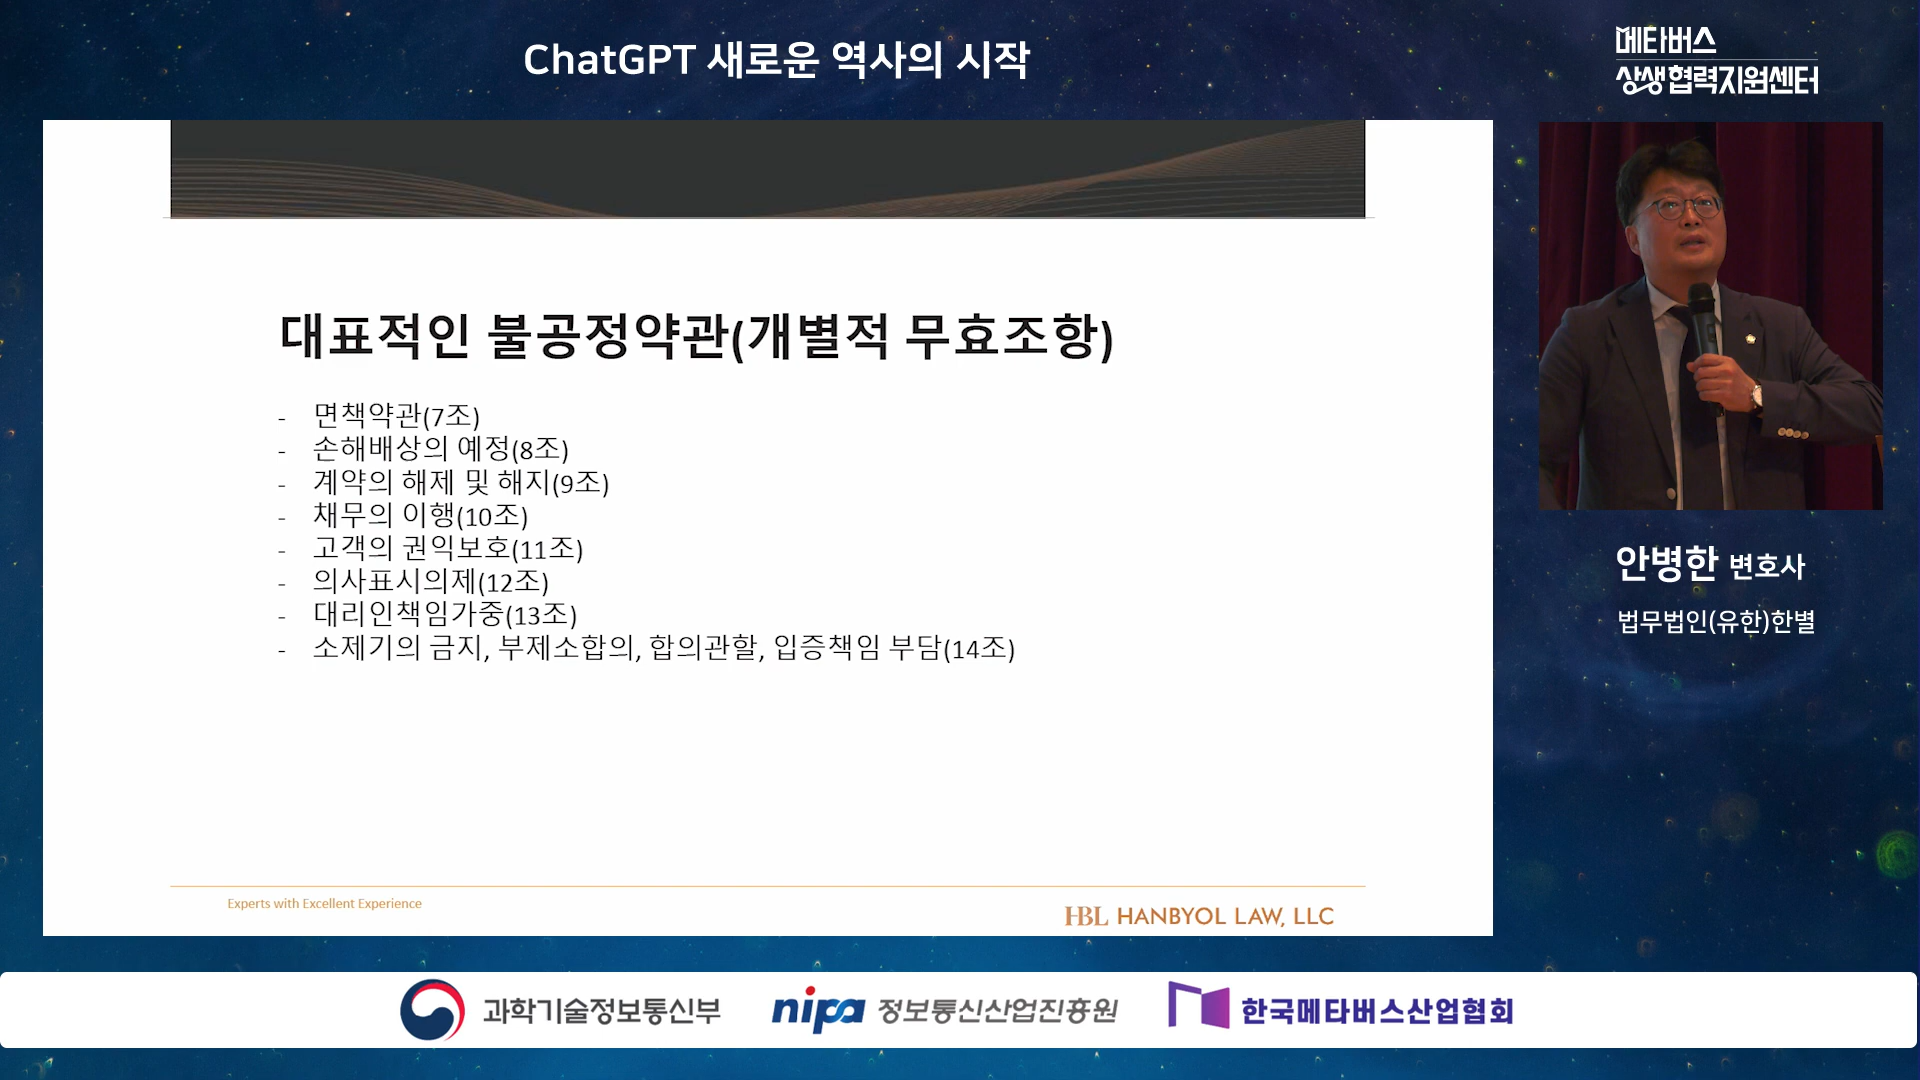 ChatGPT 새로운 역사의 시작
메타버스
상생협력지원센터
대표적인 불공정약관(개별적 무효조항)
- 면책약관(7조)
- 손해배상의 예정(8조)
- 계약의 해제 및 해지(9조)
- 채무의 이행(10조)
- 고객의 권익보호(11조)
- 의사표시의제(12조)
- 대리인책임가중(13조)
- 소제기의 금지, 부제소합의, 합의관할, 입증책임 부담(14조)
Experts with Excellent Experience
HBL HANBYOL LAW, LLC
안병한 변호사
법무법인(유한)한별
과학기술정보통신부
nipa 정보통신산업진흥원
한국메타버스산업협회